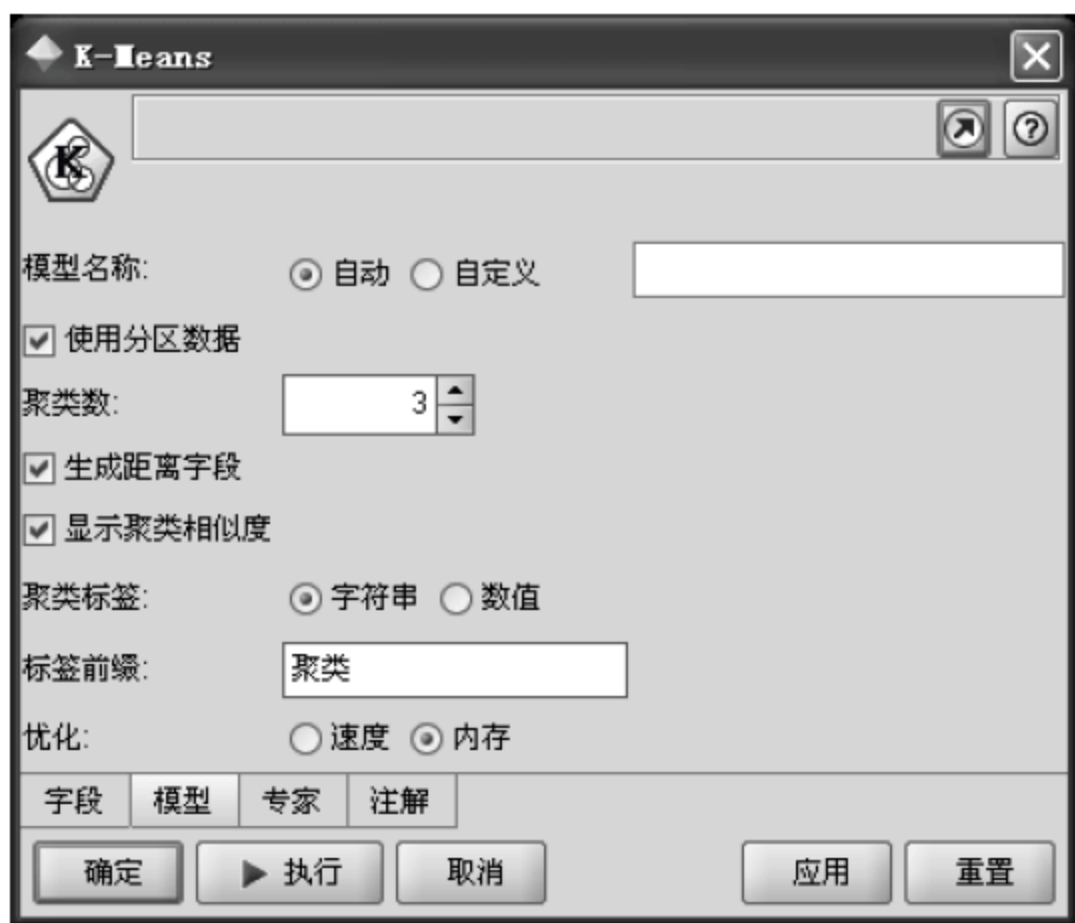 K-Means
K
模型名称: 自动 自定义
使用分区数据
聚类数: 3
生成距离字段
显示聚类相似度
聚类标签: 字符串 数值
标签前缀: 聚类
优化: 速度 内存
字段 模型 专家 注解
确定 执行 取消 应用 重置